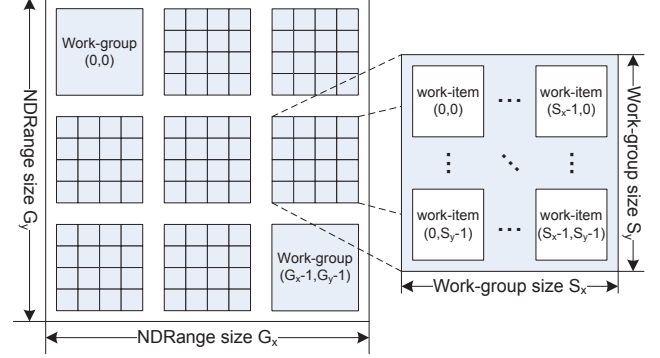 Work-group
(0,0)
NDRange size Gy
work-item
(0,0)
...
work-item
(Sx-1,0)
work-item
(0,Sy-1)
...
work-item
(Sx-1,Sy-1)
Work-group size Sy
Work-group
(Gx-1,Gy-1)
Work-group size Sx
NDRange size Gx